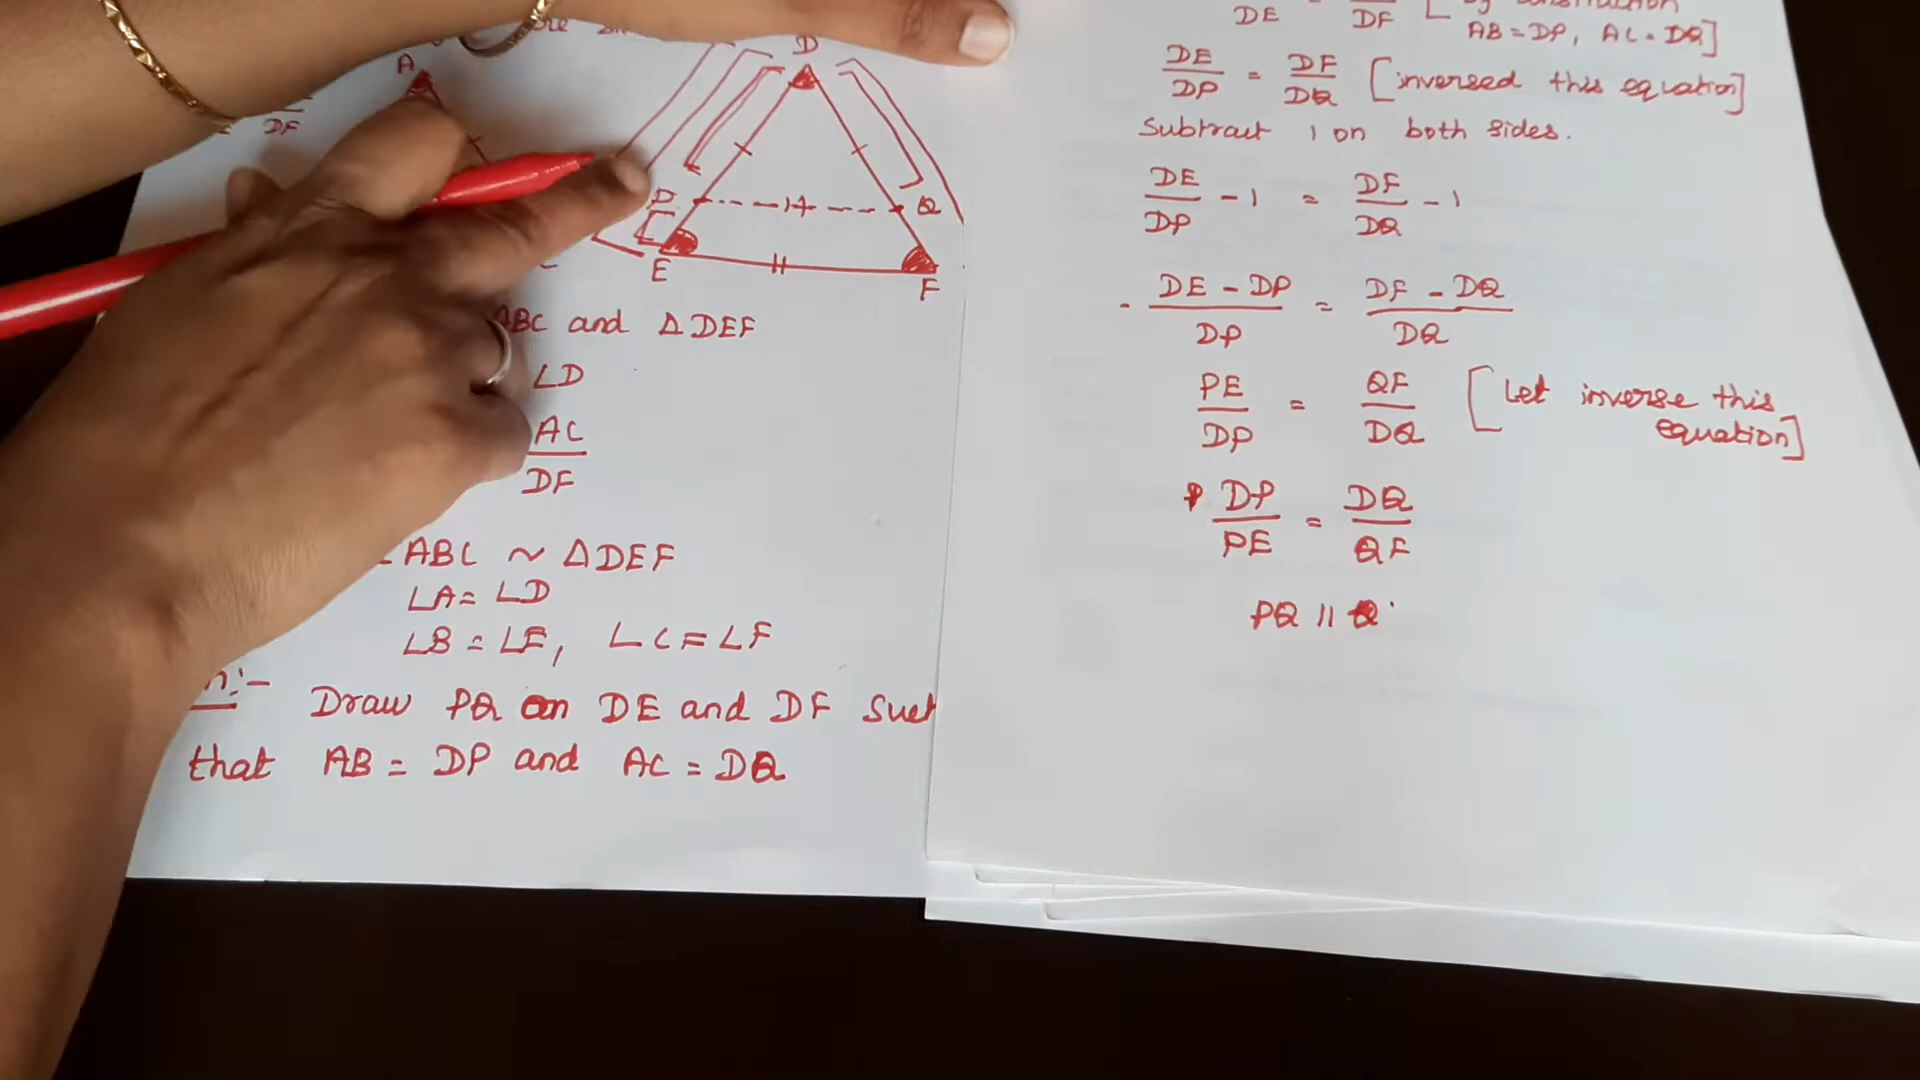 A
D
DF
P
Q
E
F
ABC and Δ DEF
∠D
AC
DF
ABC ~ ΔDEF
∠A = ∠D
∠B = ∠E, ∠C = ∠F
n:-
Draw PQ on DE and DF such
that AB = DP and AC = DQ
DE DF [by construction
AB = DP, AC = DQ]
DE/DP = DF/DQ [inversed this equation]
Subtract 1 on both sides.
DE/DP - 1 = DF/DQ - 1
DE - DP/DP = DF - DQ/DQ
PE/DP = QF/DQ [Let inverse this
equation]
DP/PE = DQ/QF
PQ ||